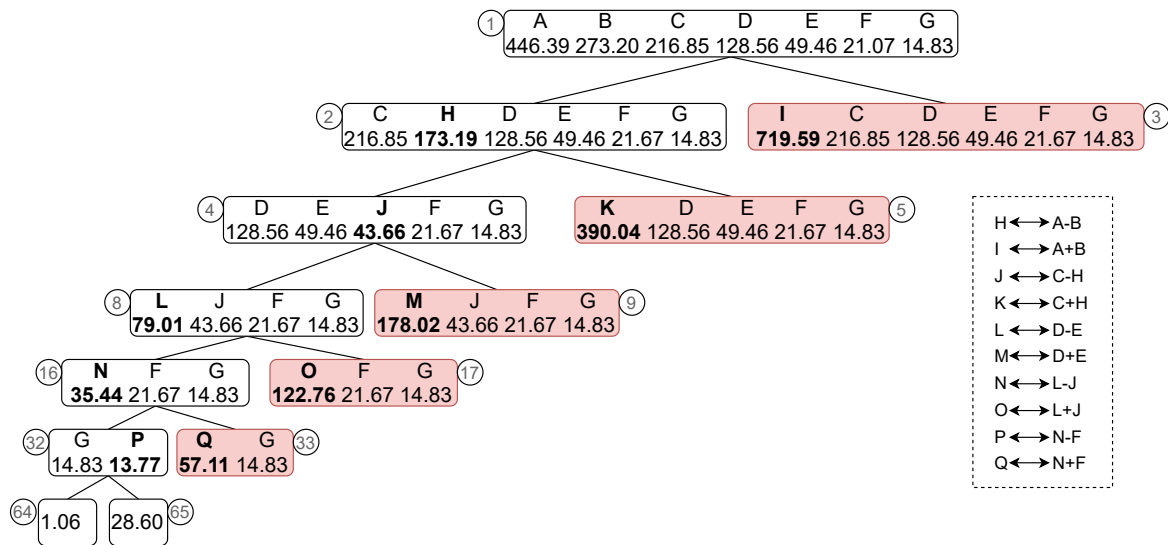 1
A B C D E F G
446.39 273.20 216.85 128.56 49.46 21.07 14.83
2
C H D E F G
216.85 173.19 128.56 49.46 21.67 14.83
I C D E F G
719.59 216.85 128.56 49.46 21.67 14.83
3
4
D E J F G
128.56 49.46 43.66 21.67 14.83
K D E F G
390.04 128.56 49.46 21.67 14.83
5
H A-B
I A+B
J C-H
K C+H
L D-E
M D+E
N L-J
O L+J
P N-F
Q N+F
8
L J F G
79.01 43.66 21.67 14.83
M J F G
178.02 43.66 21.67 14.83
9
16
N F G
35.44 21.67 14.83
O F G
122.76 21.67 14.83
17
32
G P
14.83 13.77
Q G
57.11 14.83
33
64
1.06
28.60
65